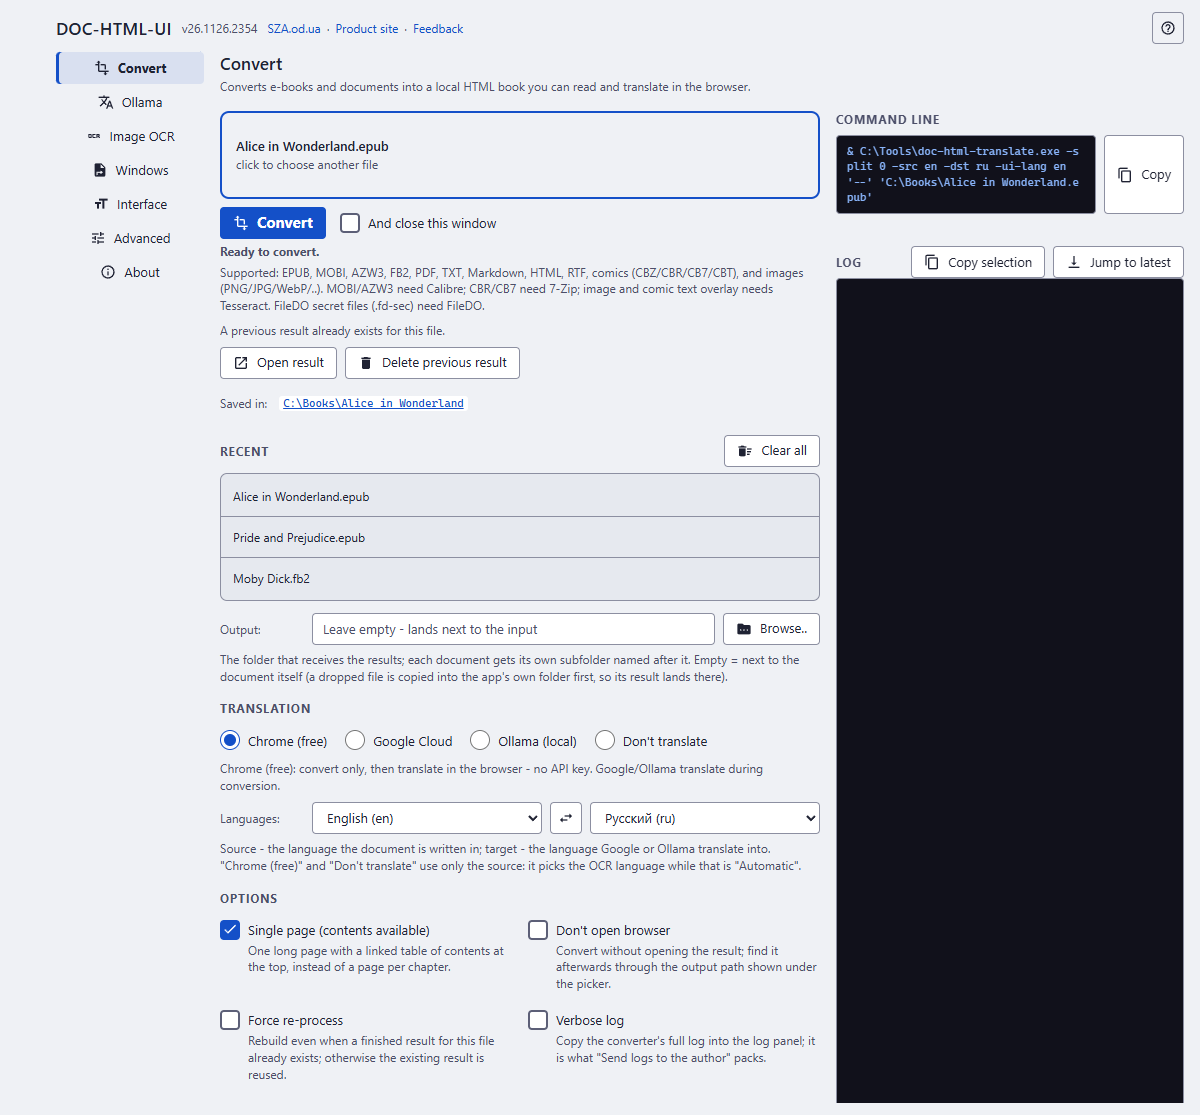 DOC-HTML-UI v26.1126.2354 SZA.od.ua · Product site · Feedback
Convert
Ollama
OCR Image OCR
Windows
Interface
Advanced
About
Convert
Converts e-books and documents into a local HTML book you can read and translate in the browser.
Alice in Wonderland.epub
click to choose another file
Convert And close this window
Ready to convert.
Supported: EPUB, MOBI, AZW3, FB2, PDF, TXT, Markdown, HTML, RTF, comics (CBZ/CBR/CB7/CBT), and images
(PNG/JPG/WebP/..). MOBI/AZW3 need Calibre; CBR/CB7 need 7-Zip; image and comic text overlay needs
Tesseract. FileDO secret files (.fd-sec) need FileDO.
A previous result already exists for this file.
Open result Delete previous result
Saved in: C:\Books\Alice in Wonderland
RECENT Clear all
Alice in Wonderland.epub
Pride and Prejudice.epub
Moby Dick.fb2
Output: Leave empty - lands next to the input Browse..
The folder that receives the results; each document gets its own subfolder named after it. Empty = next to the
document itself (a dropped file is copied into the app's own folder first, so its result lands there).
TRANSLATION
Chrome (free) Google Cloud Ollama (local) Don't translate
Chrome (free): convert only, then translate in the browser - no API key. Google/Ollama translate during
conversion.
Languages: English (en) Русский (ru)
Source - the language the document is written in; target - the language Google or Ollama translate into.
"Chrome (free)" and "Don't translate" use only the source: it picks the OCR language while that is "Automatic".
OPTIONS
Single page (contents available)
One long page with a linked table of contents at
the top, instead of a page per chapter.
Don't open browser
Convert without opening the result; find it
afterwards through the output path shown under
the picker.
Force re-process
Rebuild even when a finished result for this file
already exists; otherwise the existing result is
reused.
Verbose log
Copy the converter's full log into the log panel; it
is what "Send logs to the author" packs.
COMMAND LINE
& C:\Tools\doc-html-translate.exe -s
plit 0 -src en -dst ru -ui-lang en
'--' 'C:\Books\Alice in Wonderland.e
pub'
Copy
LOG Copy selection Jump to latest